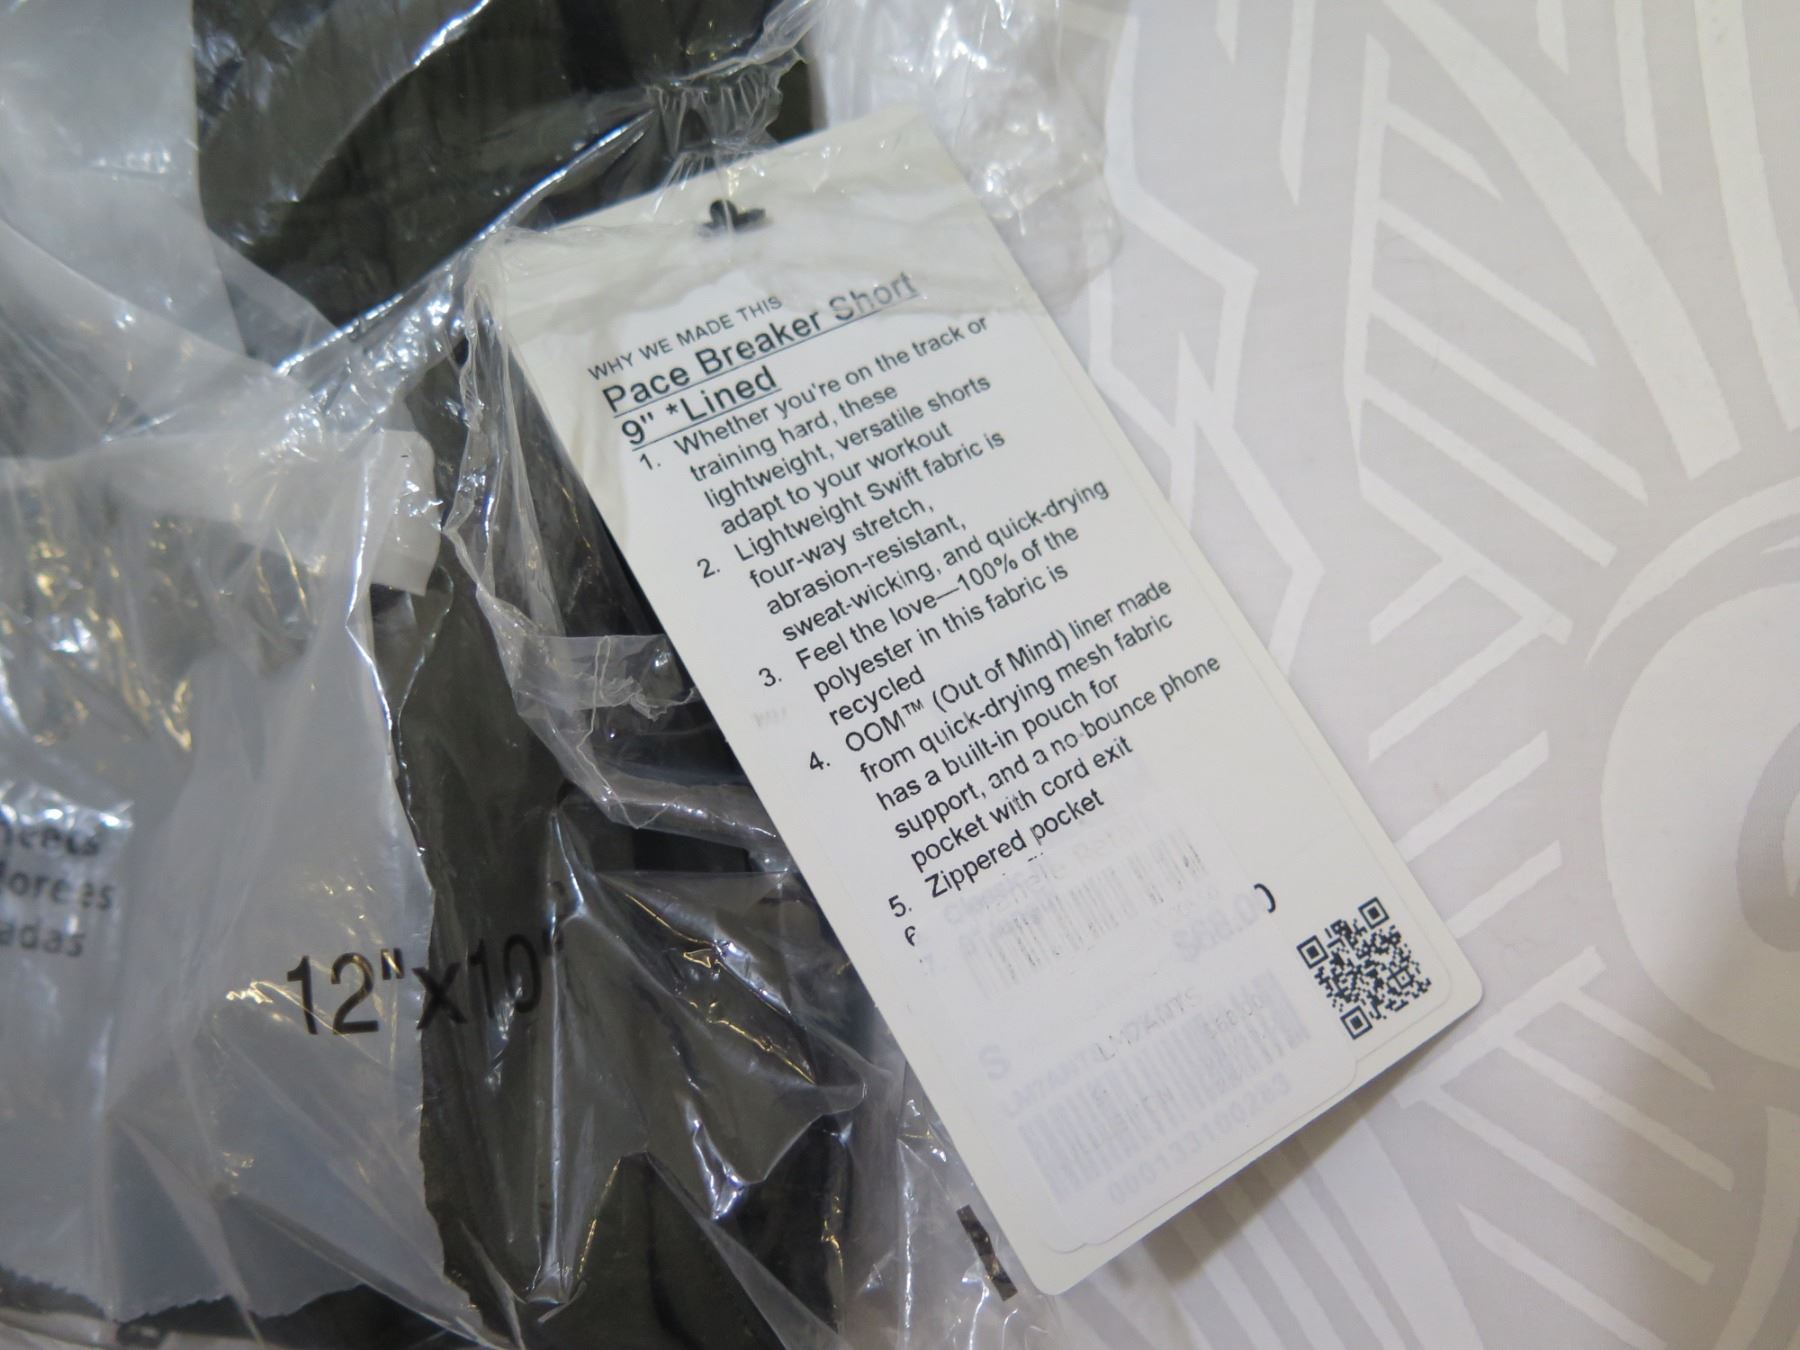 WHY WE MADE THIS
Pace Breaker Short
9" *Lined
1. Whether you're on the track or
training hard, these
lightweight, versatile shorts
adapt to your workout
2. Lightweight Swift fabric is
four-way stretch,
abrasion-resistant,
sweat-wicking, and quick-drying
3. Feel the love—100% of the
polyester in this fabric is
recycled
4. OOM™ (Out of Mind) liner made
from quick-drying mesh fabric
has a built-in pouch for
support, and a no-bounce phone
pocket with cord exit
5. Zippered pocket
$68.00
S
LM7AOTS
12"x10"
adas